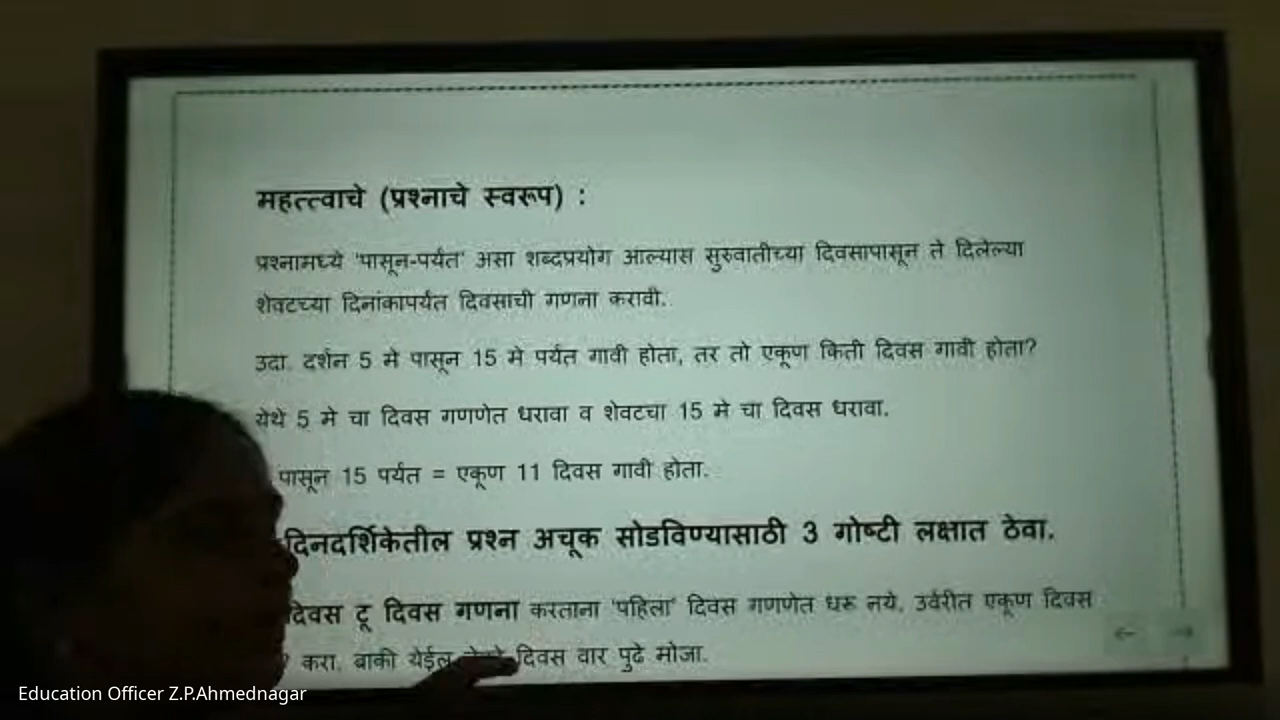 महत्त्वाचे (प्रश्नाचे स्वरूप) :
प्रश्नामध्ये 'पासून-पर्यंत' असा शब्दप्रयोग आल्यास सुरुवातीच्या दिवसापासून ते दिलेल्या
शेवटच्या दिनांकापर्यंत दिवसाची गणना करावी.
उदा. दर्शन 5 मे पासून 15 मे पर्यंत गावी होता, तर तो एकूण किती दिवस गावी होता?
येथे 5 मे चा दिवस गणणेत धरावा व शेवटचा 15 मे चा दिवस धरावा.
पासून 15 पर्यंत = एकूण 11 दिवस गावी होता.
दिनदर्शिकेतील प्रश्न अचूक सोडविण्यासाठी 3 गोष्टी लक्षात ठेवा.
दिवस टू दिवस गणना करताना 'पहिला' दिवस गणणेत धरू नये. उर्वरीत एकूण दिवस
करा. बाकी येईल दिवस वार पुढे मोजा.
Education Officer Z.P.Ahmednagar